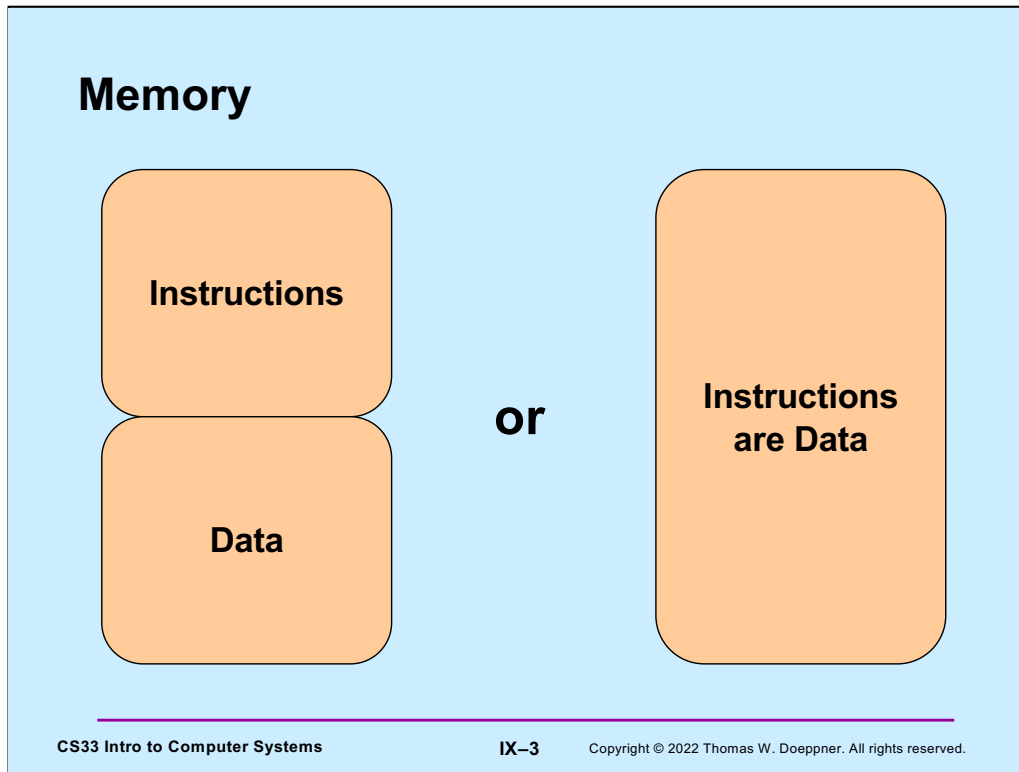 Memory
Instructions
Data
or
Instructions
are Data
CS33 Intro to Computer Systems
IX–3
Copyright © 2022 Thomas W. Doeppner. All rights reserved.